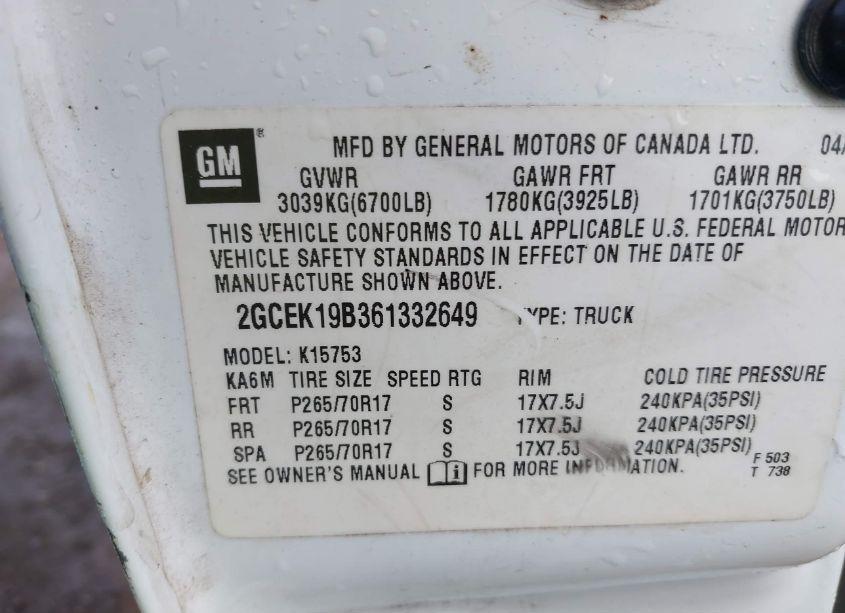 GM ®
MFD BY GENERAL MOTORS OF CANADA LTD. 04/
GVWR GAWR FRT GAWR RR
3039KG(6700LB) 1780KG(3925LB) 1701KG(3750LB)
THIS VEHICLE CONFORMS TO ALL APPLICABLE U.S. FEDERAL MOTOR
VEHICLE SAFETY STANDARDS IN EFFECT ON THE DATE OF
MANUFACTURE SHOWN ABOVE.
2GCEK19B361332649 TYPE: TRUCK
MODEL: K15753
KA6M TIRE SIZE SPEED RTG RIM COLD TIRE PRESSURE
FRT P265/70R17 S 17X7.5J 240KPA(35PSI)
RR P265/70R17 S 17X7.5J 240KPA(35PSI)
SPA P265/70R17 S 17X7.5J 240KPA(35PSI)
SEE OWNER'S MANUAL i FOR MORE INFORMATION.
F 503
T 738